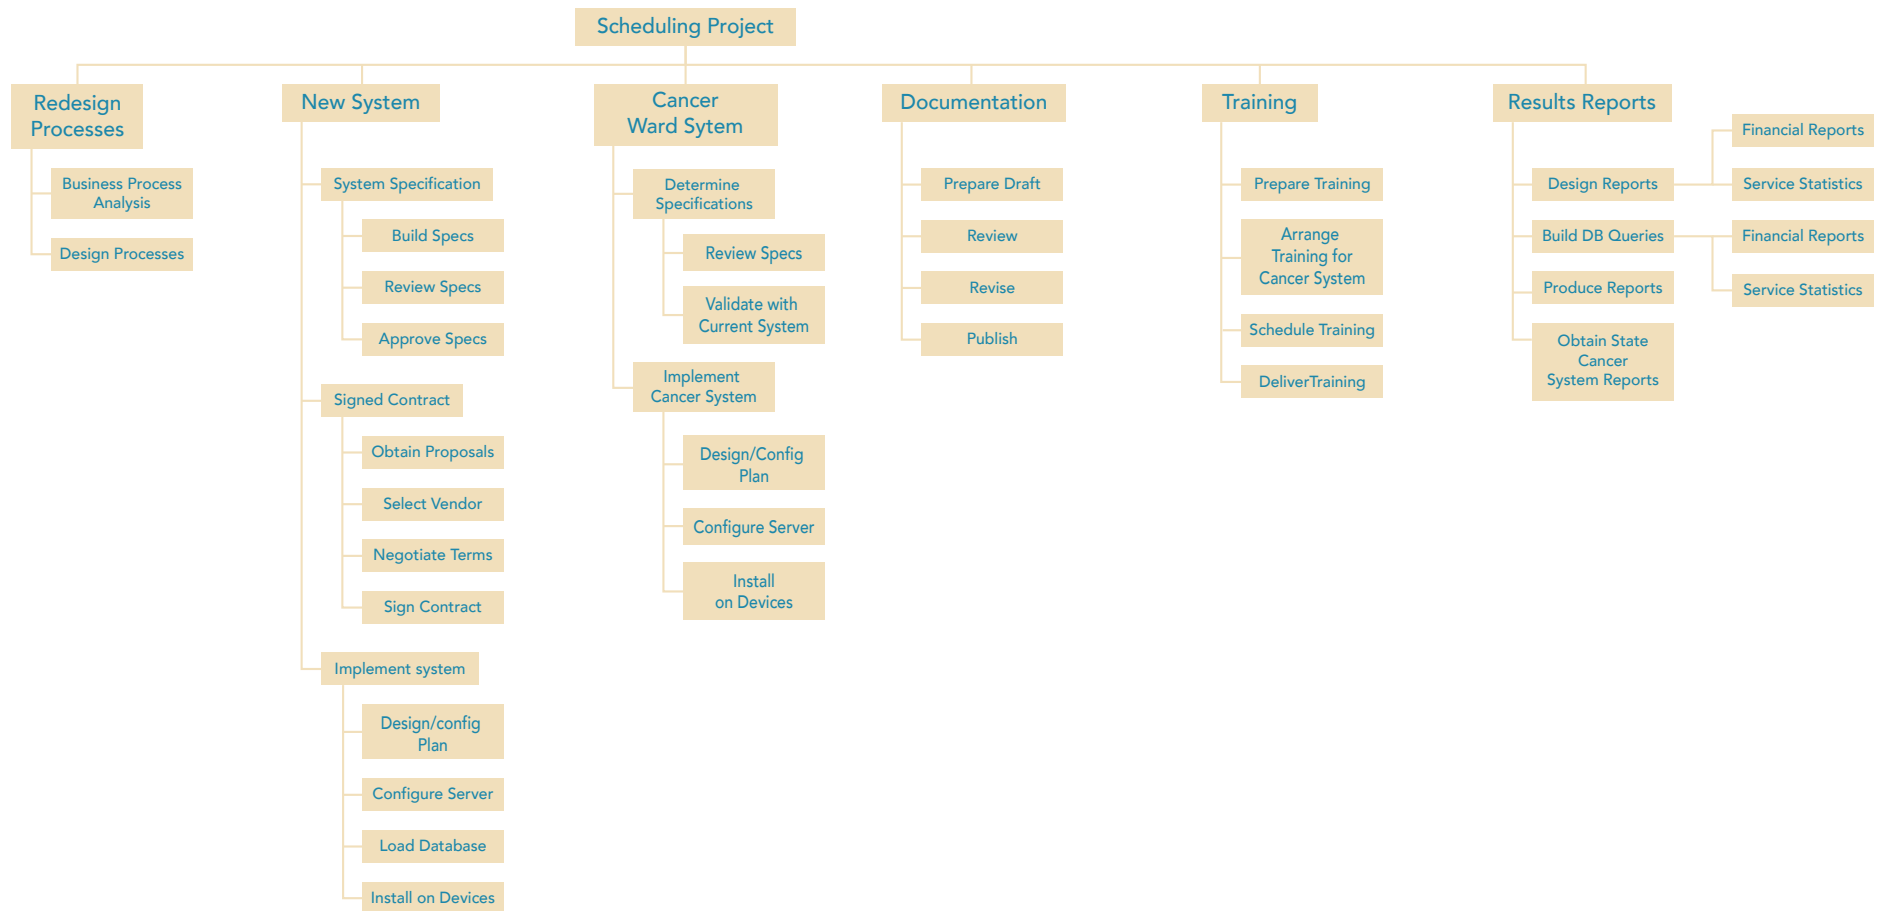 Scheduling Project
Redesign
Processes
Business Process
Analysis
Design Processes
New System
System Specification
Build Specs
Review Specs
Approve Specs
Signed Contract
Obtain Proposals
Select Vendor
Negotiate Terms
Sign Contract
Implement system
Design/config
Plan
Configure Server
Load Database
Install on Devices
Cancer
Ward Sytem
Determine
Specifications
Review Specs
Validate with
Current System
Implement
Cancer System
Design/Config
Plan
Configure Server
Install
on Devices
Documentation
Prepare Draft
Review
Revise
Publish
Training
Prepare Training
Arrange
Training for
Cancer System
Schedule Training
DeliverTraining
Results Reports
Design Reports
Financial Reports
Service Statistics
Build DB Queries
Financial Reports
Service Statistics
Produce Reports
Obtain State
Cancer
System Reports